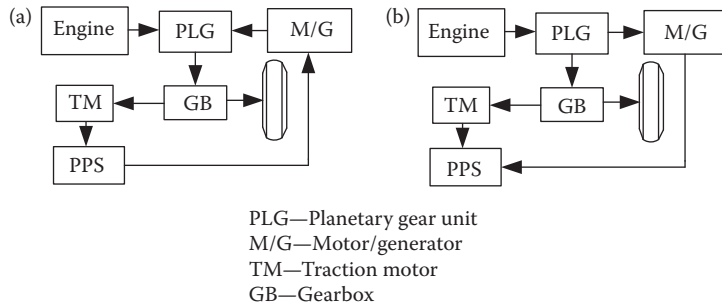 (a)
Engine
PLG
M/G
TM
GB
PPS
(b)
Engine
PLG
M/G
TM
GB
PPS
PLG—Planetary gear unit
M/G—Motor/generator
TM—Traction motor
GB—Gearbox